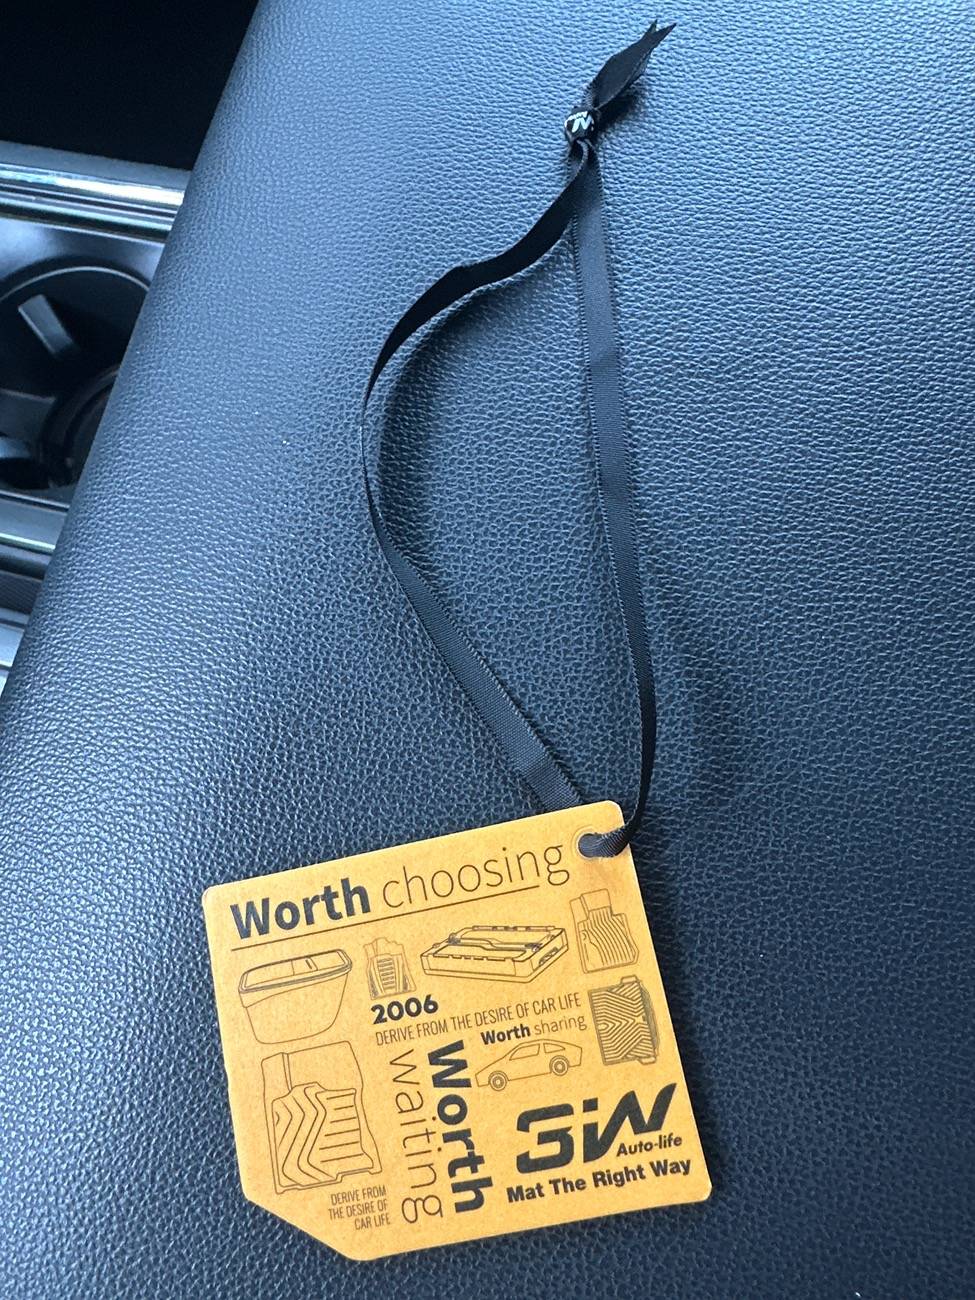 Worth choosing
2006
DERIVE FROM THE DESIRE OF CAR LIFE
Worth sharing
Worth
waiting
3W
Auto-life
Mat The Right Way
DERIVE FROM
THE DESIRE OF
CAR LIFE